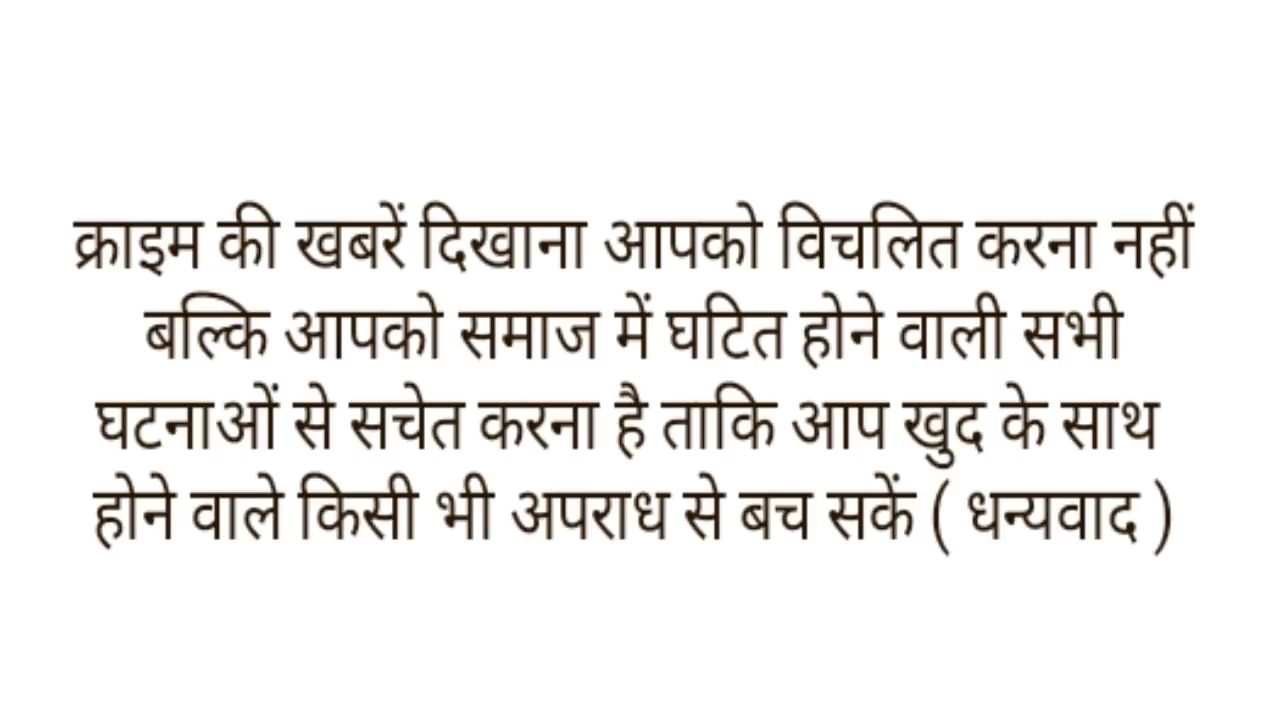 क्राइम की खबरें दिखाना आपको विचलित करना नहीं
बल्कि आपको समाज में घटित होने वाली सभी
घटनाओं से सचेत करना है ताकि आप खुद के साथ
होने वाले किसी भी अपराध से बच सकें ( धन्यवाद )